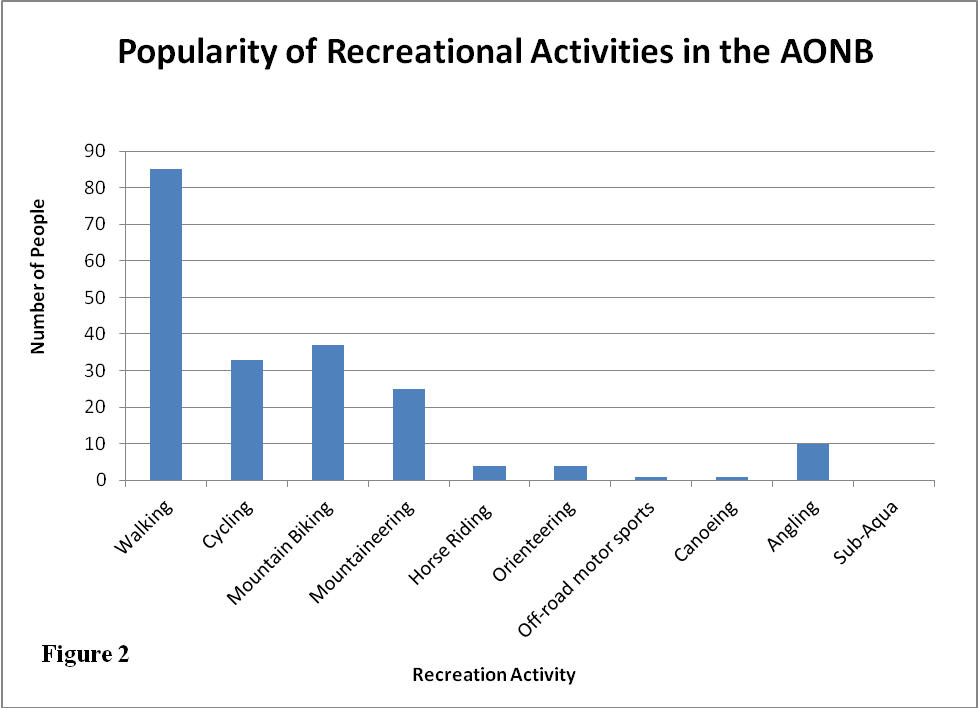 Popularity of Recreational Activities in the AONB
Number of People
90
80
70
60
50
40
30
20
10
0
Walking
Cycling
Mountain Biking
Mountaineering
Horse Riding
Orienteering
Off-road motor sports
Canoeing
Angling
Sub-Aqua
Figure 2
Recreation Activity